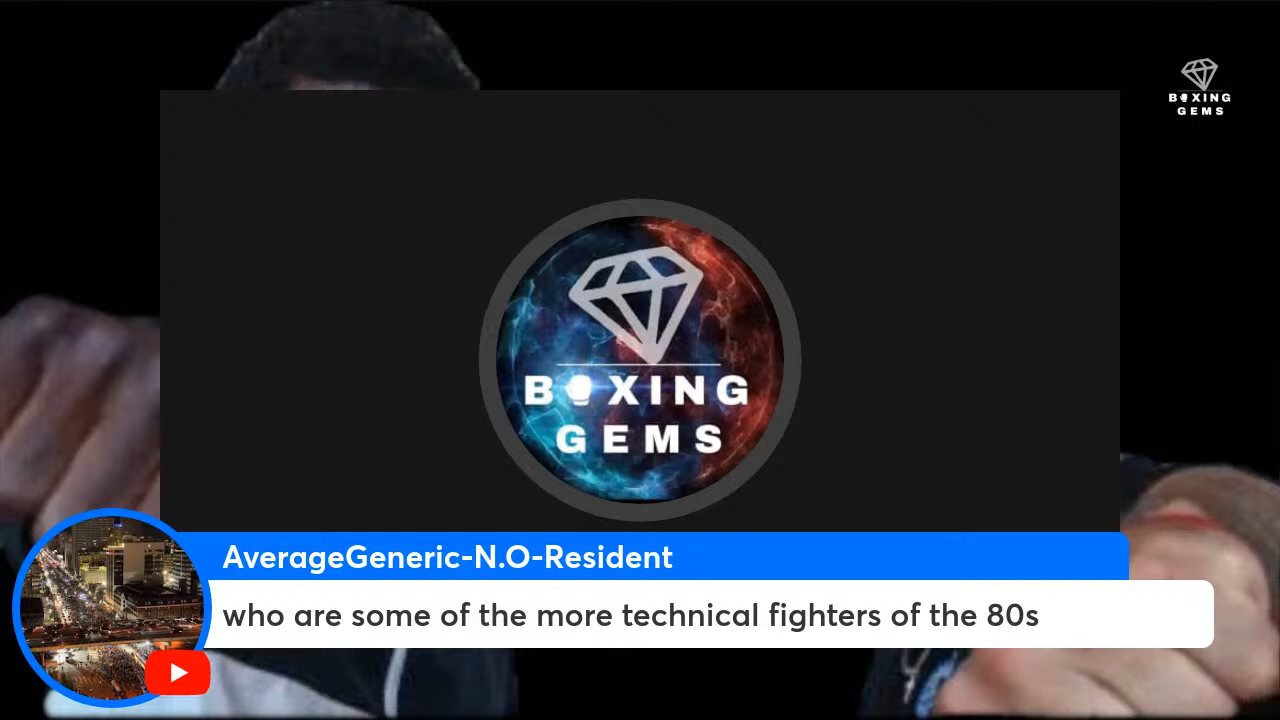 BOXING
GEMS
BOXING
GEMS
AverageGeneric-N.O-Resident
who are some of the more technical fighters of the 80s